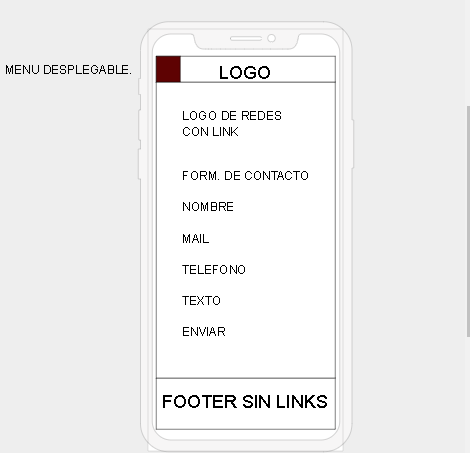 MENU DESPLEGABLE.
LOGO
LOGO DE REDES
CON LINK
FORM. DE CONTACTO
NOMBRE
MAIL
TELEFONO
TEXTO
ENVIAR
FOOTER SIN LINKS